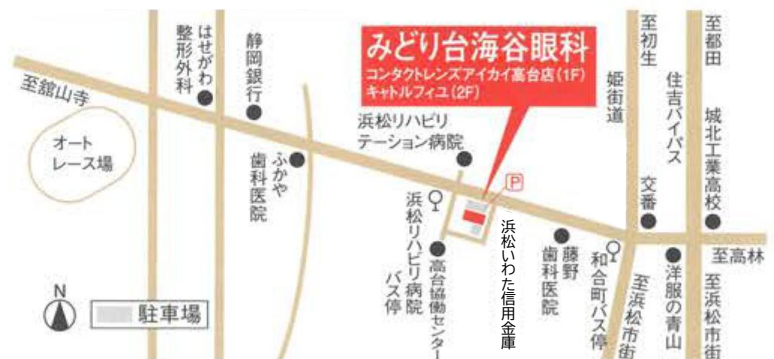 みどり台海谷眼科
コンタクトレンズアイカイ高台店(1F)
キャトルフィユ(2F)
至舘山寺
はせがわ
整形外科
静岡銀行
オート
レース場
ふかや
歯科医院
浜松リハビリ
テーション病院
浜松リハビリ病院
バス停
高台協働センター
P
浜松いわた信用金庫
藤野
歯科医院
和合町バス停
姫街道
至初生
交番
住吉バイパス
至都田
城北工業高校
至高林
洋服の青山
至浜松市街
至浜松市街
N
駐車場